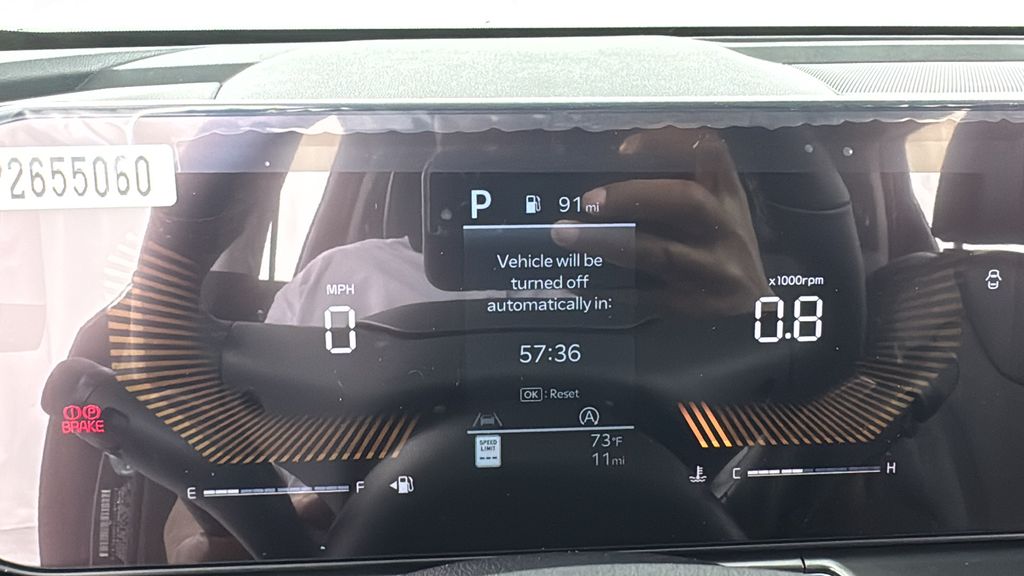 2655060
P 91mi
Vehicle will be
turned off
automatically in:
MPH
0
x1000rpm
0.8
57:36
OK : Reset
A
BRAKE
P
SPEED
LIMIT
---
73°F
11mi
E F
C H